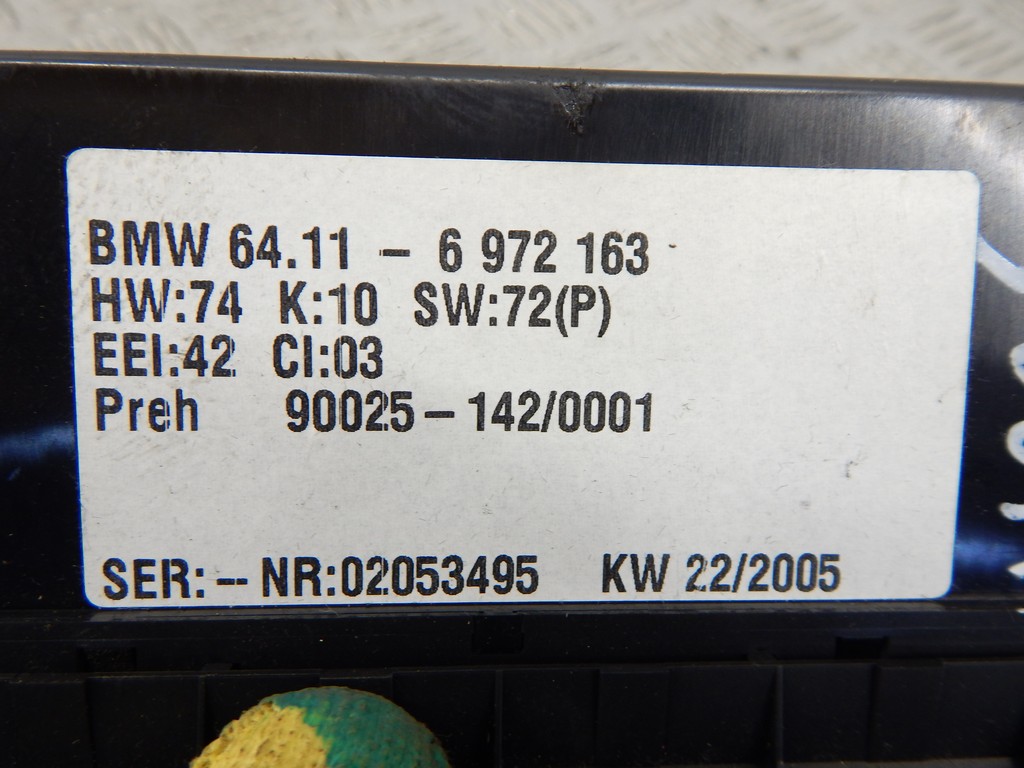 BMW 64.11 - 6 972 163
HW:74 K:10 SW:72(P)
EEI:42 CI:03
Preh 90025-142/0001
SER:-NR:02053495 KW 22/2005